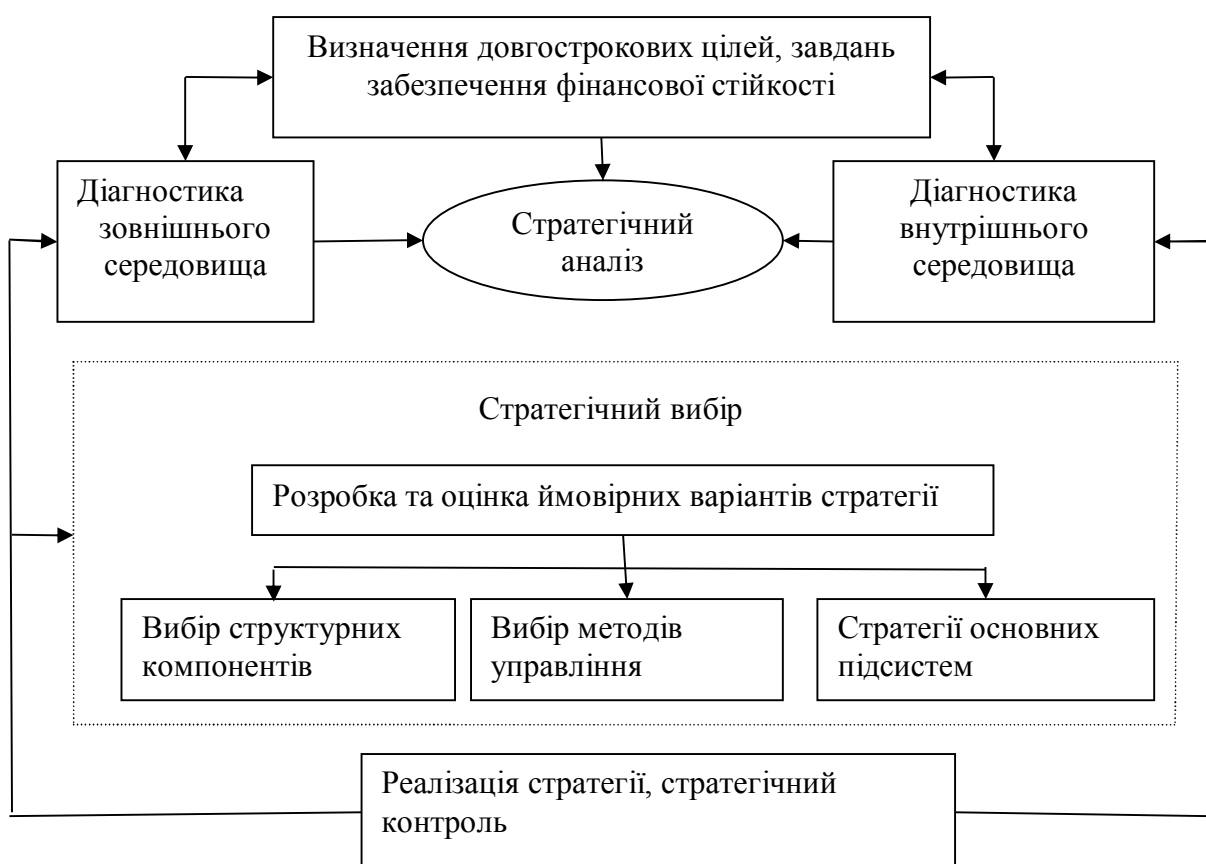 Визначення довгострокових цілей, завдань
забезпечення фінансової стійкості
Діагностика
зовнішнього
середовища
Стратегічний
аналіз
Діагностика
внутрішнього
середовища
Стратегічний вибір
Розробка та оцінка ймовірних варіантів стратегії
Вибір структурних
компонентів
Вибір методів
управління
Стратегії основних
підсистем
Реалізація стратегії, стратегічний
контроль